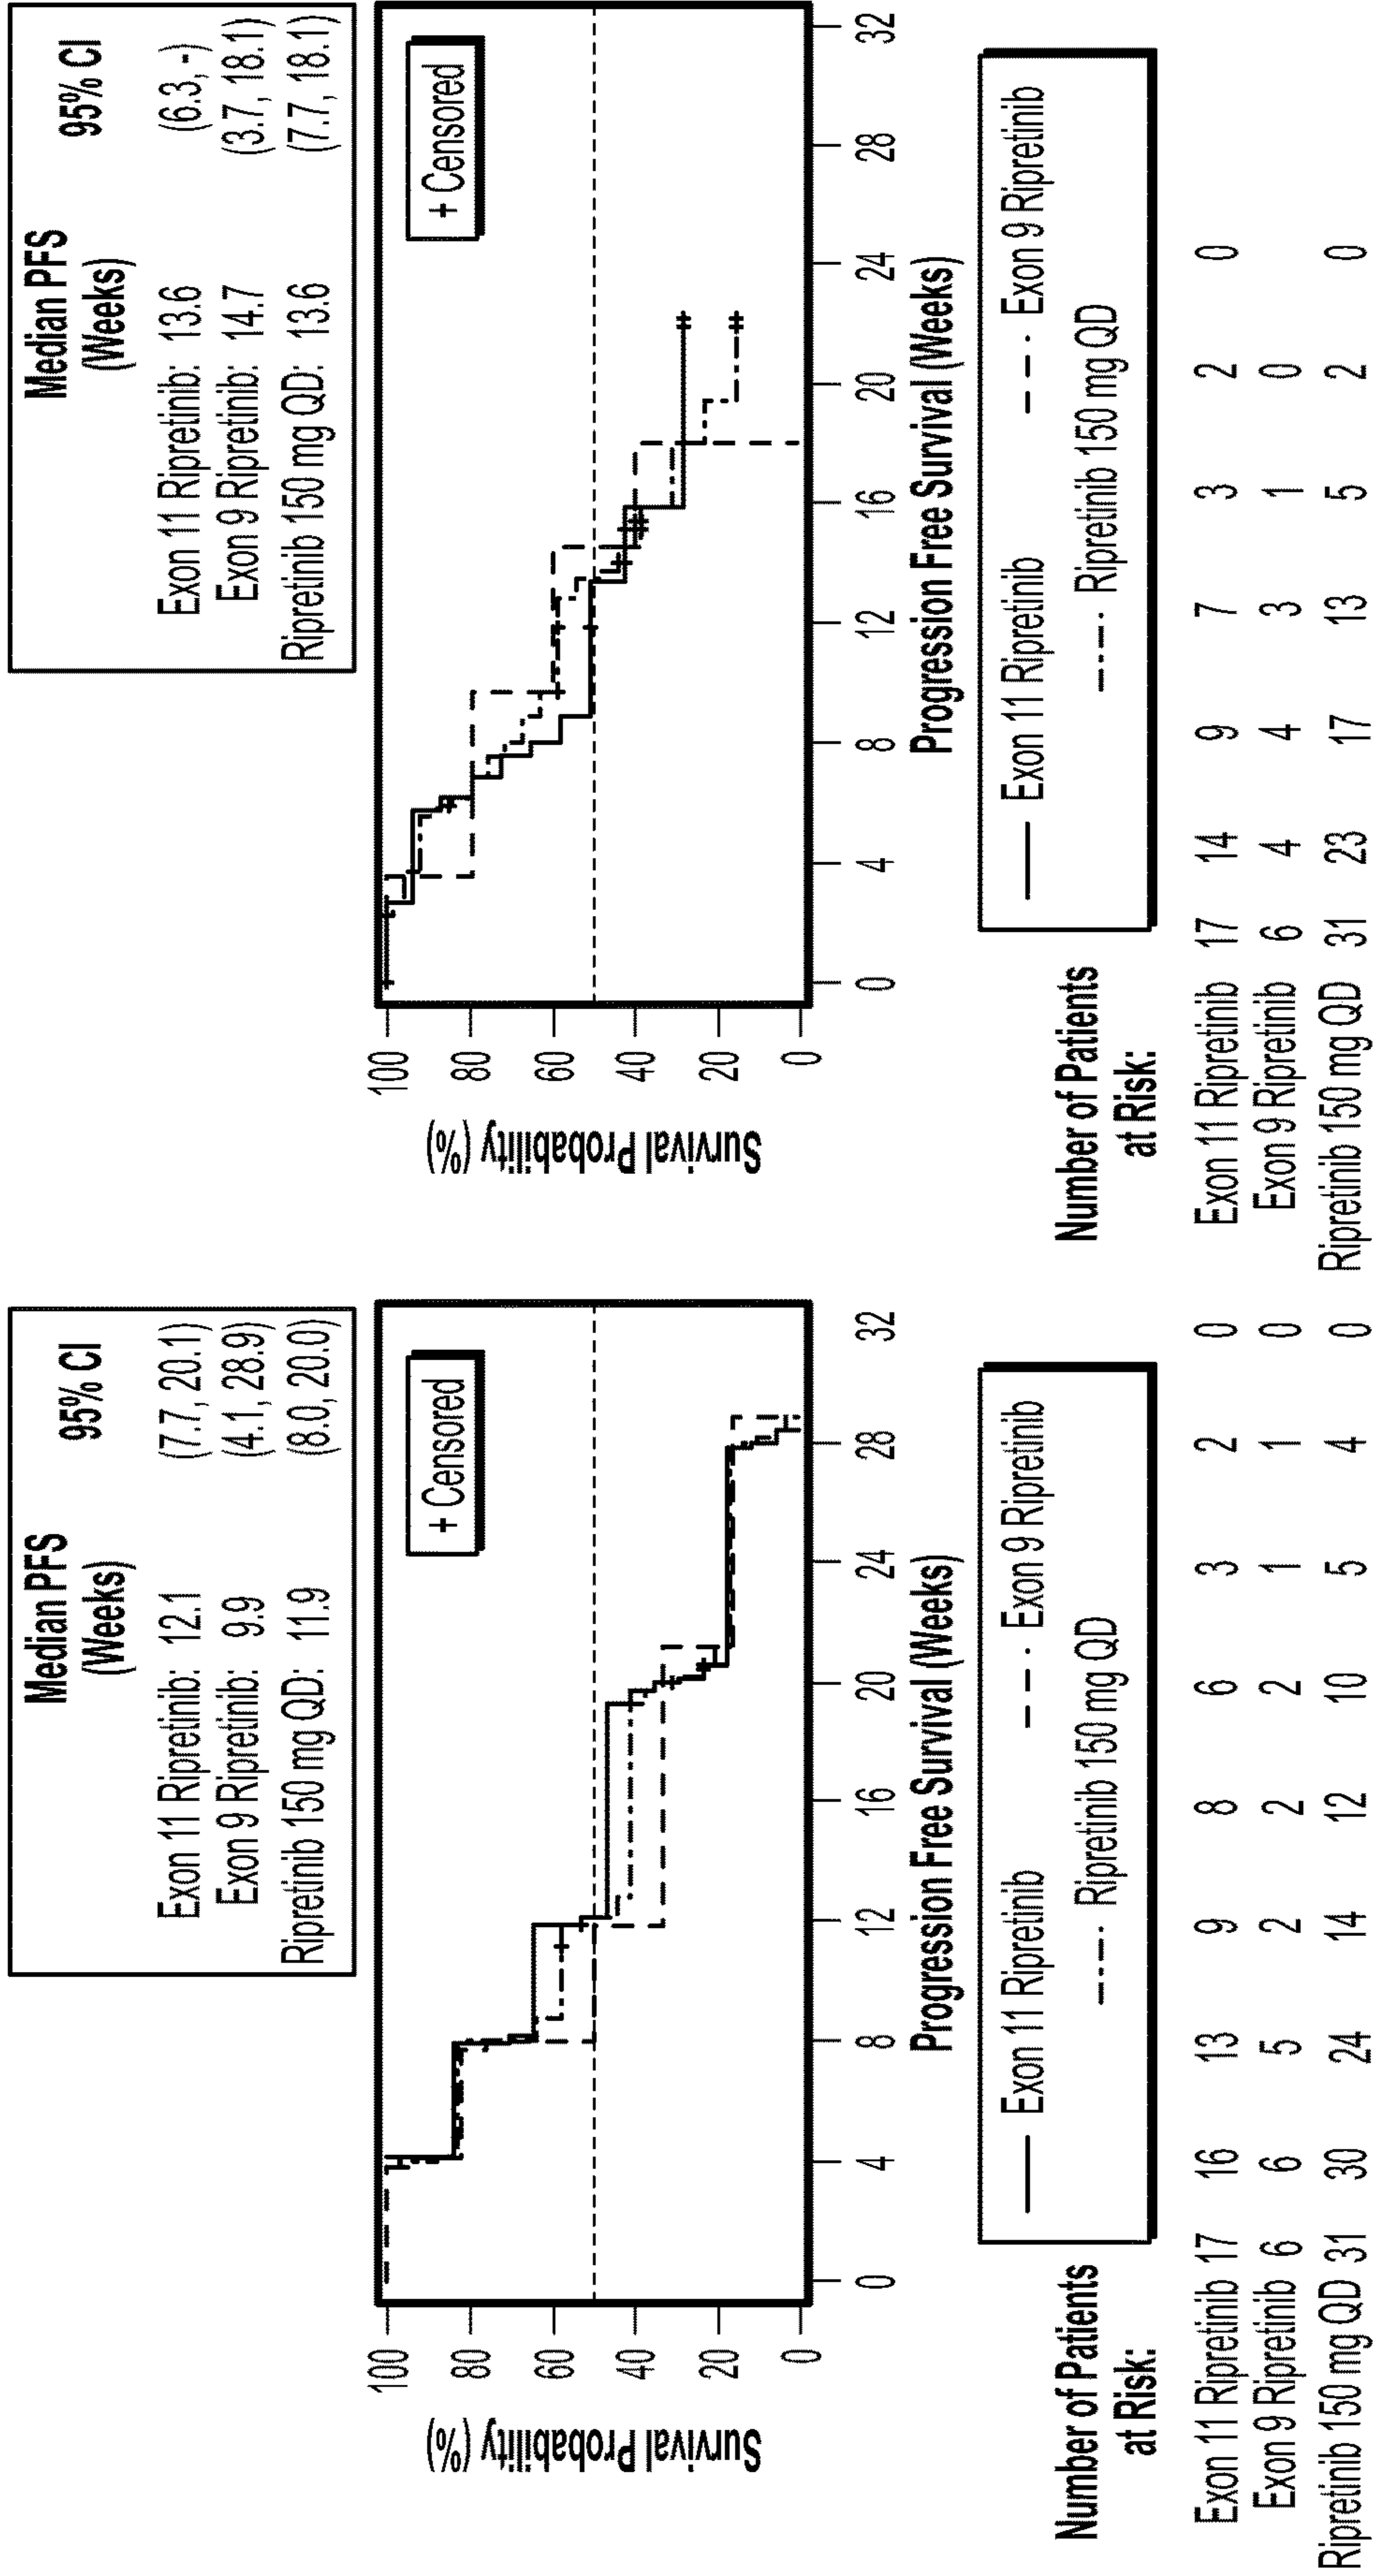 Median PFS 95% CI
(Weeks)
Exon 11 Ripretinib: 12.1 (7.7, 20.1)
Exon 9 Ripretinib: 9.9 (4.1, 28.9)
Ripretinib 150 mg QD: 11.9 (8.0, 20.0)
+ Censored
Survival Probability (%)
100
80
60
40
20
0
0 4 8 12 16 20 24 28 32
Progression Free Survival (Weeks)
Exon 11 Ripretinib Exon 9 Ripretinib
Ripretinib 150 mg QD
Number of Patients
at Risk:
Exon 11 Ripretinib 17 16 13 9 8 6 3 2 0
Exon 9 Ripretinib 6 6 5 2 2 2 1 1 0
Ripretinib 150 mg QD 31 30 24 14 12 10 5 4 0
Median PFS 95% CI
(Weeks)
Exon 11 Ripretinib: 13.6 (6.3, -)
Exon 9 Ripretinib: 14.7 (3.7, 18.1)
Ripretinib 150 mg QD: 13.6 (7.7, 18.1)
+ Censored
Survival Probability (%)
100
80
60
40
20
0
0 4 8 12 16 20 24 28 32
Progression Free Survival (Weeks)
Exon 11 Ripretinib Exon 9 Ripretinib
Ripretinib 150 mg QD
Number of Patients
at Risk:
Exon 11 Ripretinib 17 14 9 7 3 2 0
Exon 9 Ripretinib 6 4 4 3 1 0
Ripretinib 150 mg QD 31 23 17 13 5 2 0